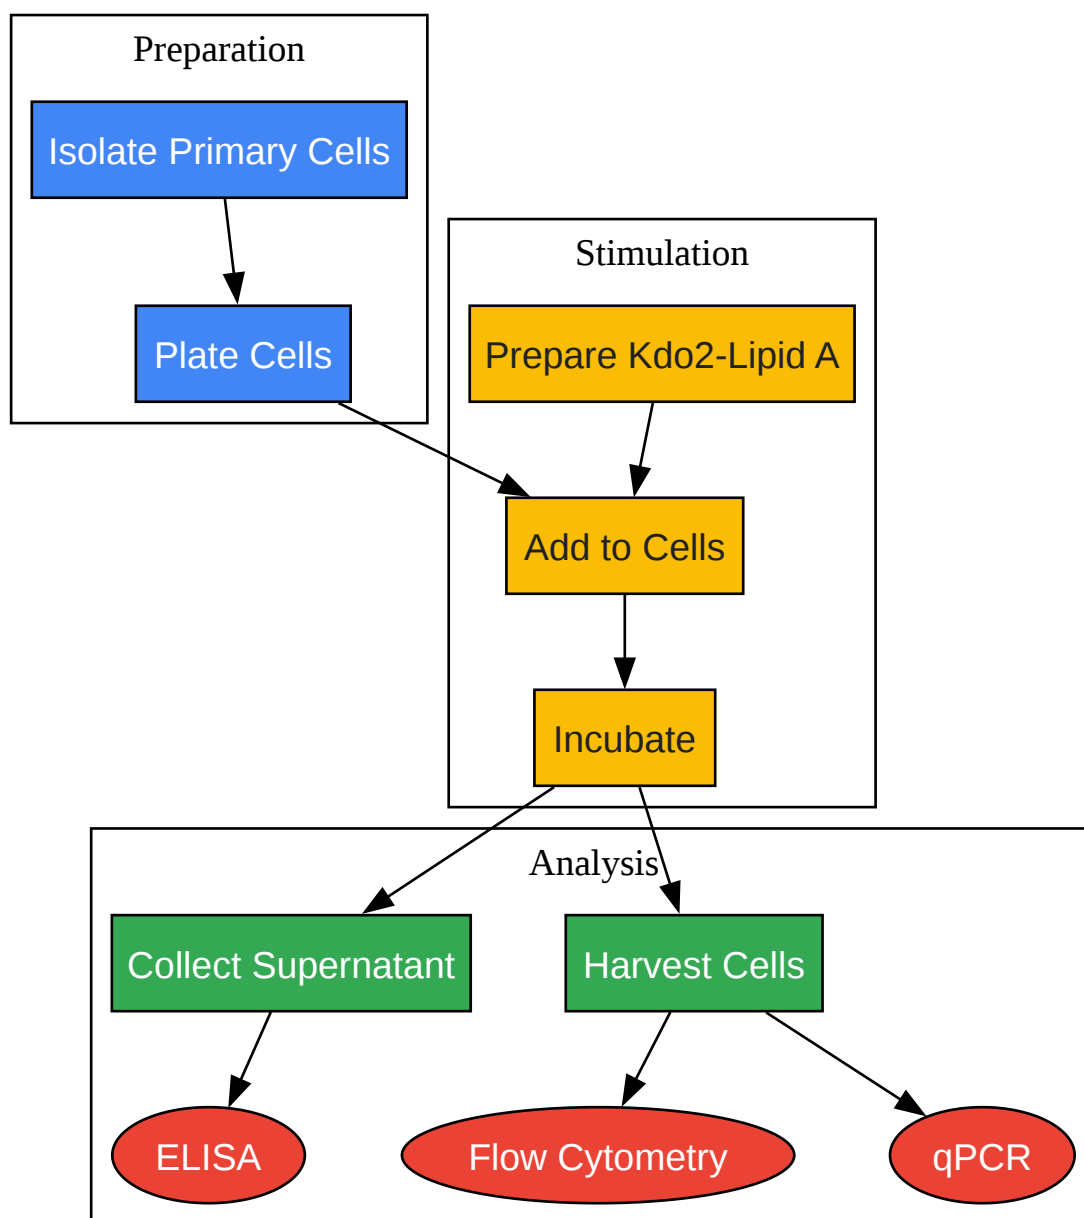 Preparation
Isolate Primary Cells
Plate Cells
Stimulation
Prepare Kdo2-Lipid A
Add to Cells
Incubate
Analysis
Collect Supernatant
Harvest Cells
ELISA
Flow Cytometry
qPCR